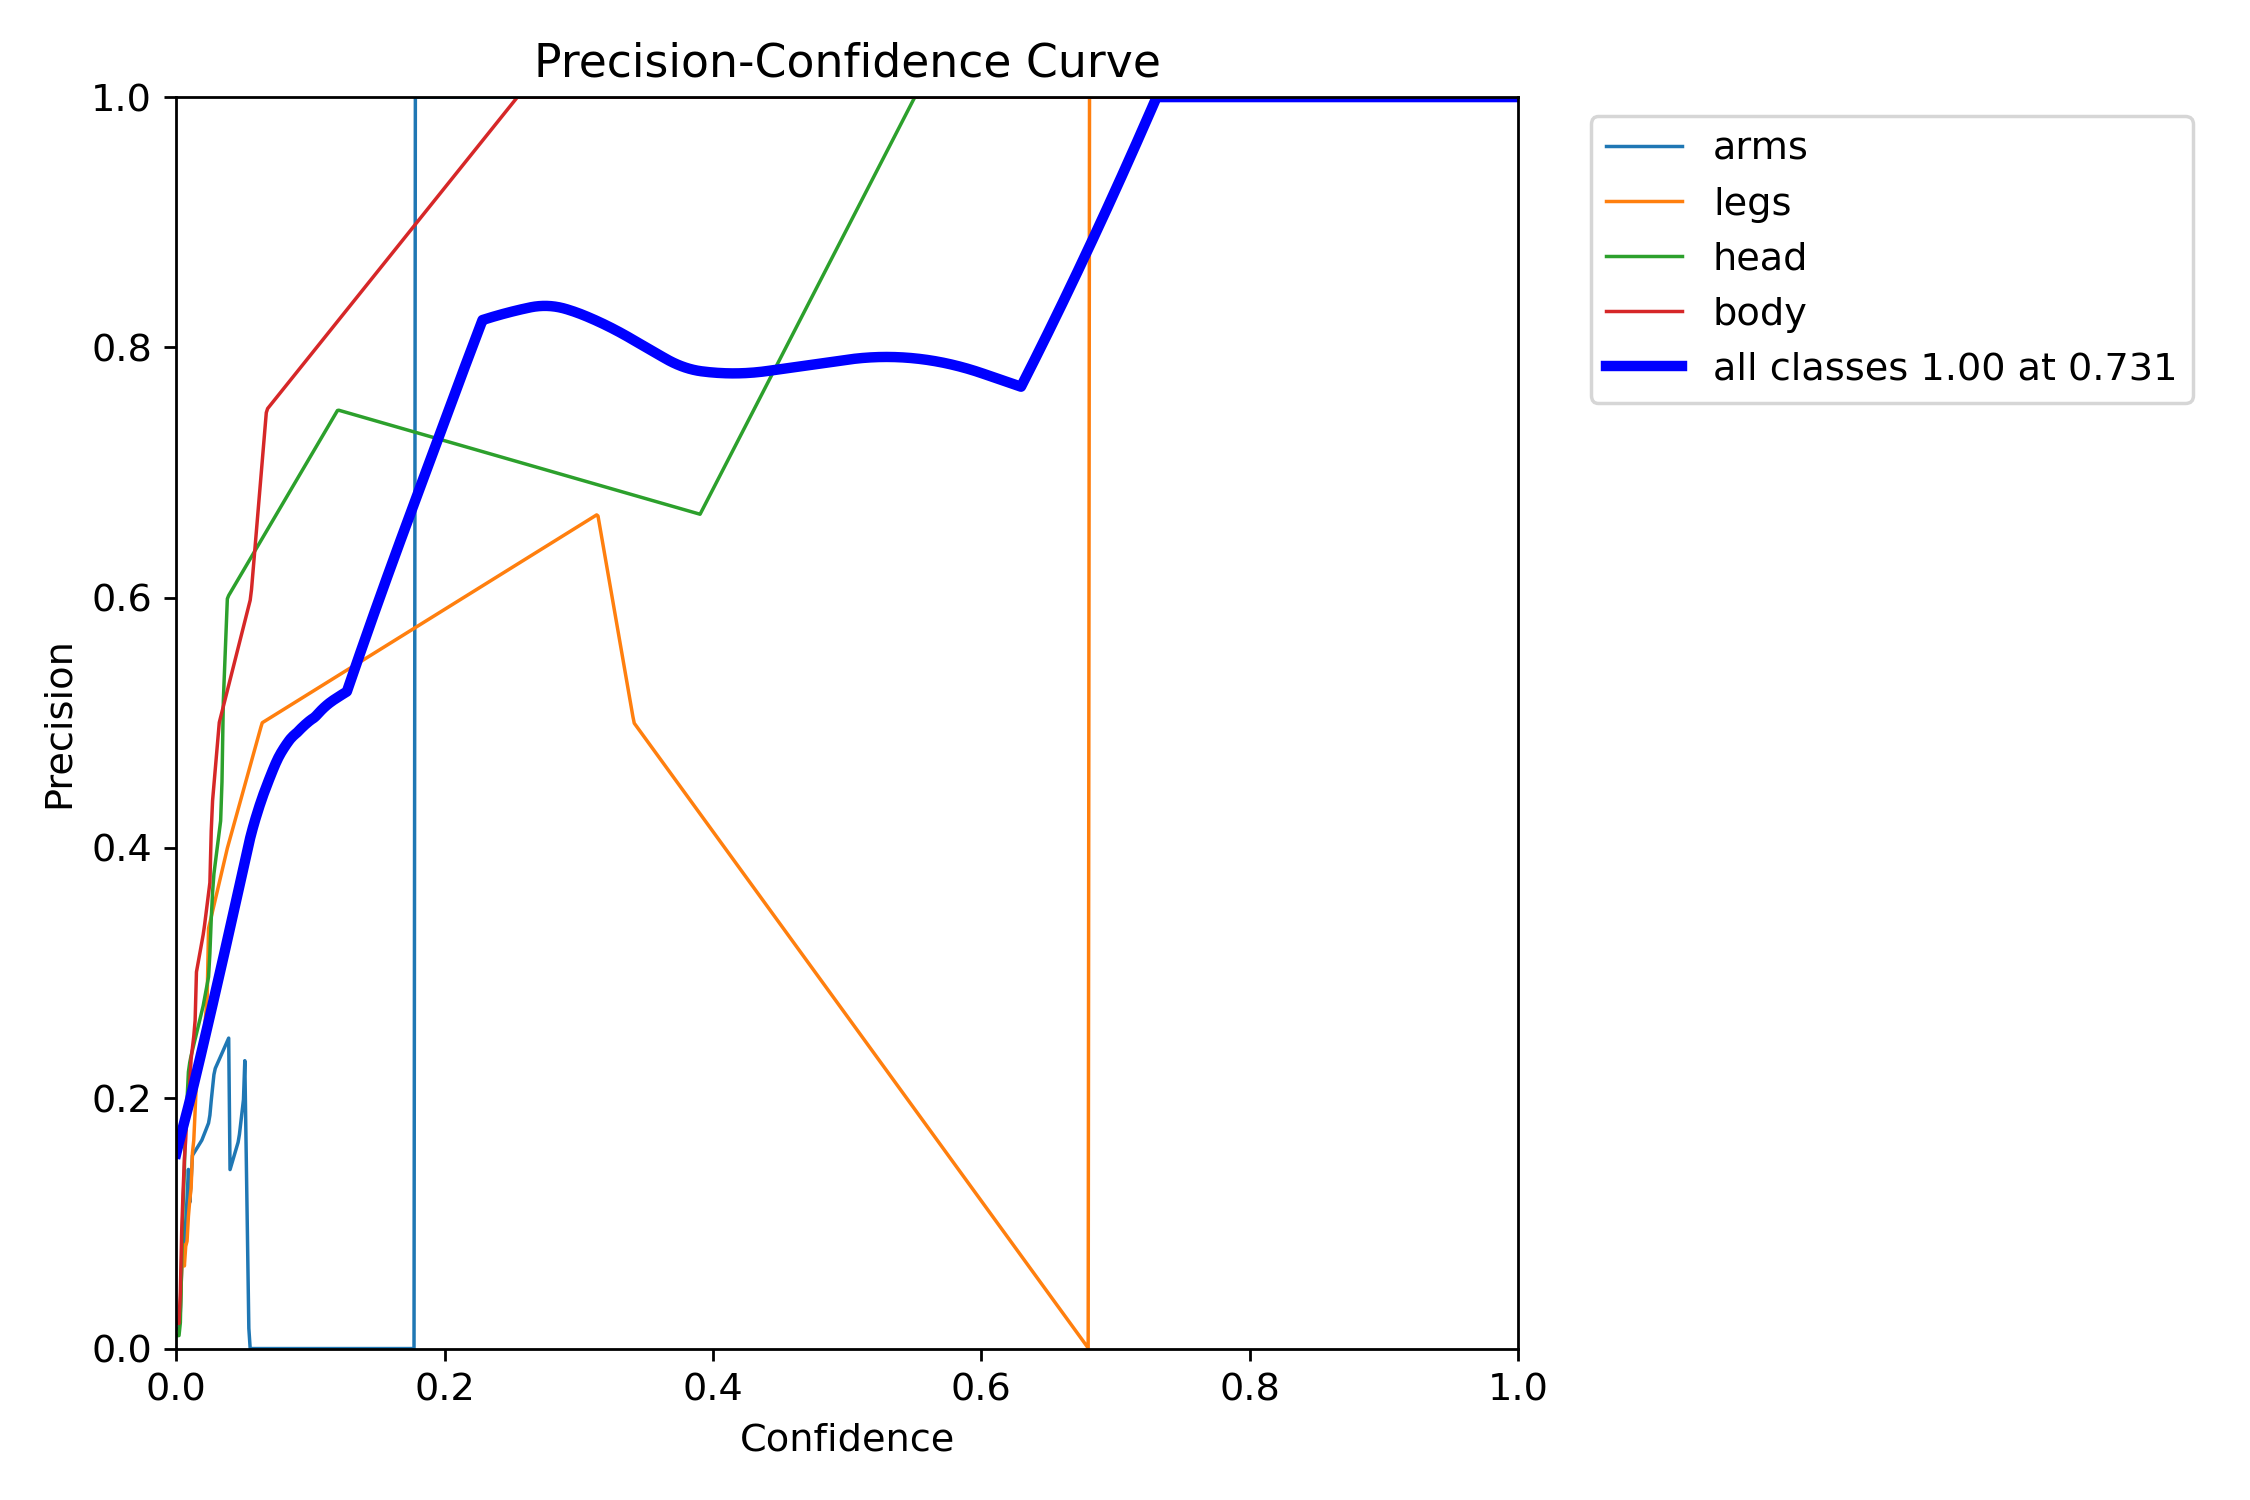 Precision-Confidence Curve
1.0
0.8
0.6
0.4
0.2
0.0
Precision
0.0 0.2 0.4 0.6 0.8 1.0
Confidence
arms
legs
head
body
all classes 1.00 at 0.731